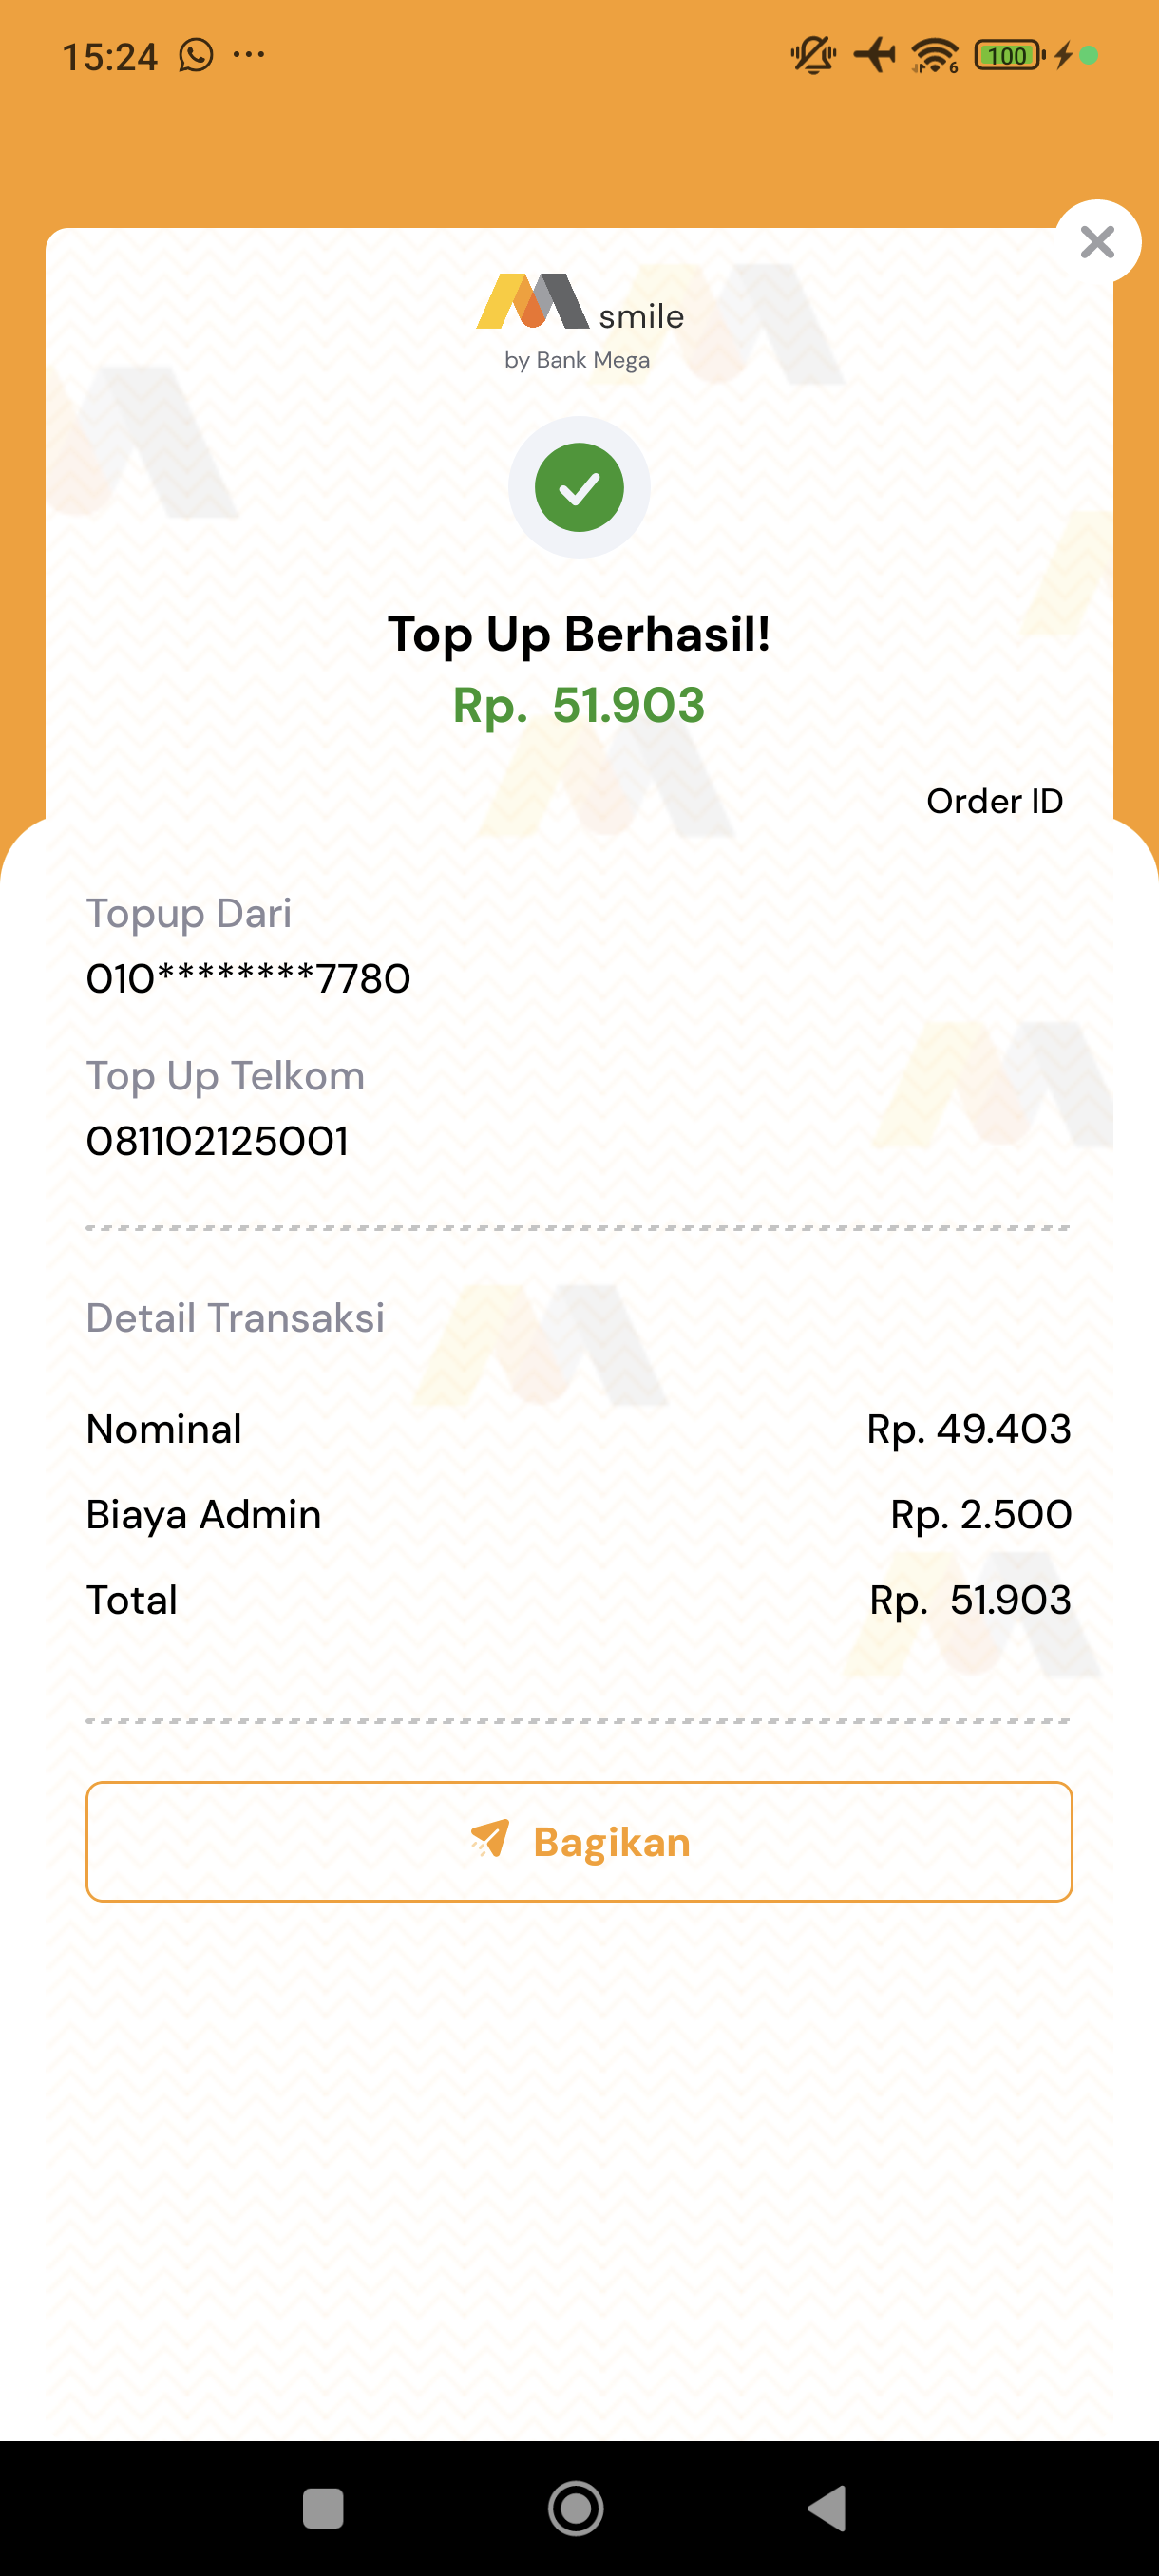 15:24
6
100
smile
by Bank Mega
Top Up Berhasil!
Rp. 51.903
Order ID
Topup Dari
010********7780
Top Up Telkom
081102125001
Detail Transaksi
Nominal Rp. 49.403
Biaya Admin Rp. 2.500
Total Rp. 51.903
Bagikan